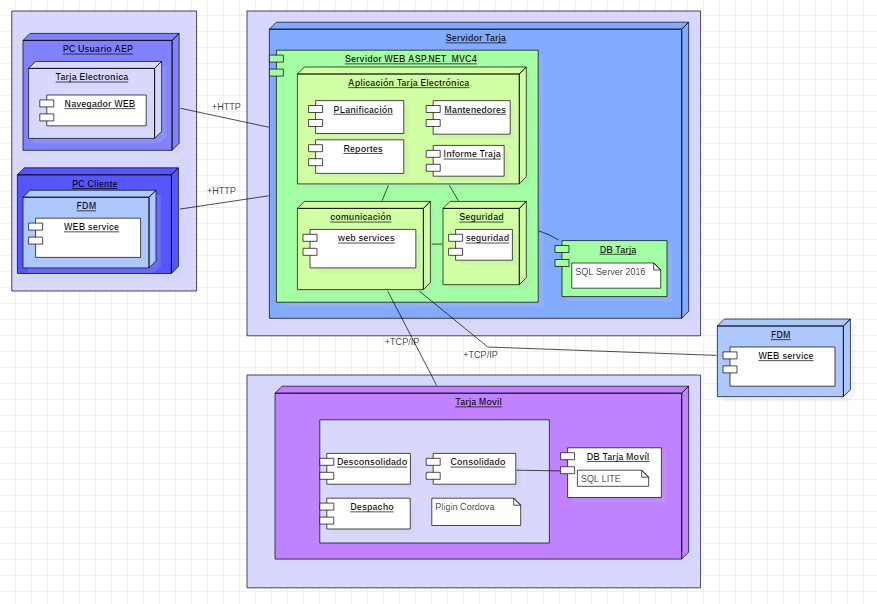 PC Usuario AEP
Tarja Electronica
Navegador WEB
PC Cliente
FDM
WEB service
+HTTP
+HTTP
Servidor Tarja
Servidor WEB ASP.NET MVC4
Aplicación Tarja Electrónica
PLanificación
Mantenedores
Reportes
Informe Traja
comunicación
web services
Seguridad
seguridad
DB Tarja
SQL Server 2016
+TCP/IP
+TCP/IP
FDM
WEB service
Tarja Movil
Desconsolidado
Consolidado
Despacho
Pligin Cordova
DB Tarja Movíl
SQL LITE